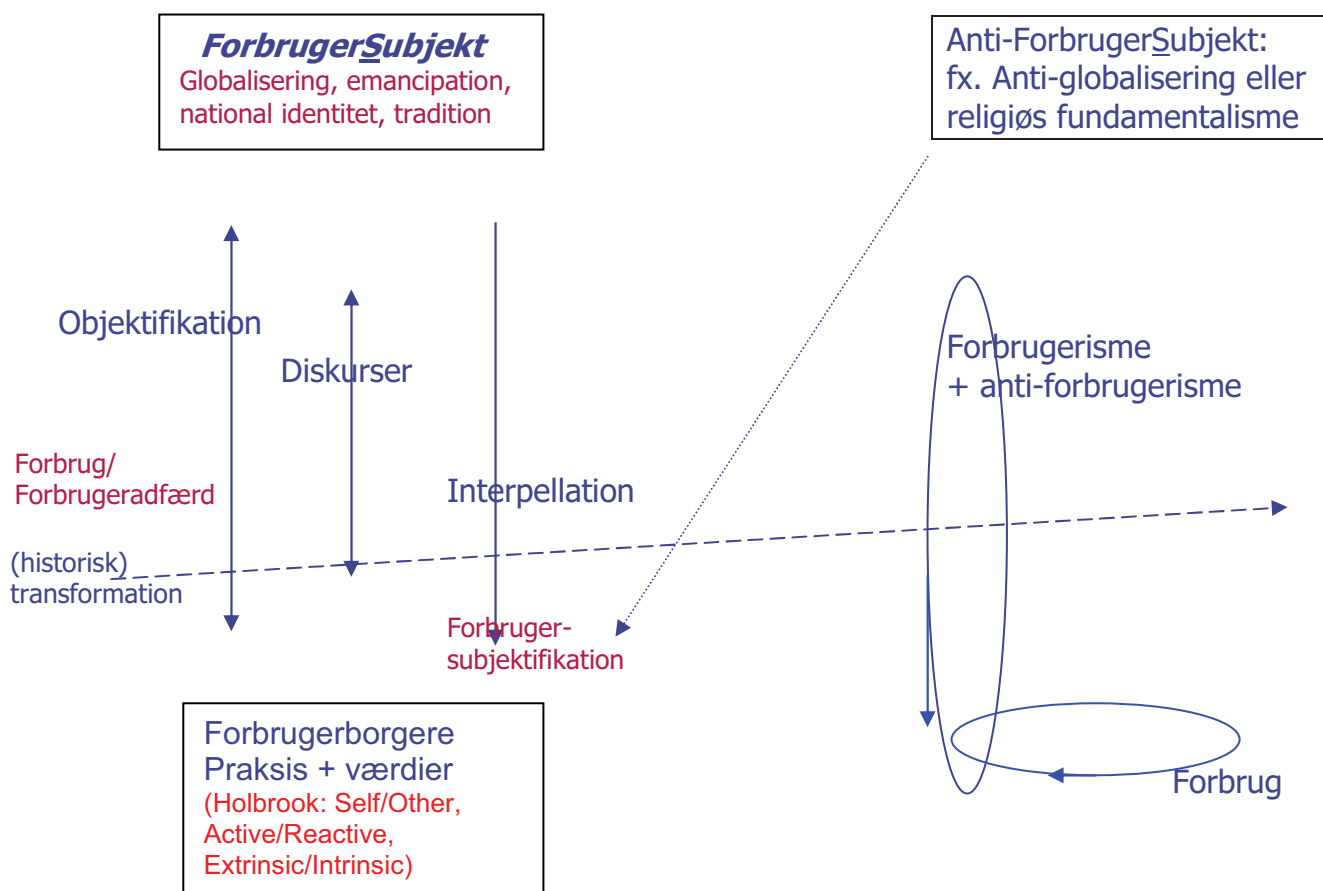 ForbrugerSubjekt
Globalisering, emancipation,
national identitet, tradition
Anti-ForbrugerSubjekt:
fx. Anti-globalisering eller
religiøs fundamentalisme
Objektifikation
Diskurser
Forbrugerisme
+ anti-forbrugerisme
Forbrug/
Forbrugeradfærd
Interpellation
(historisk)
transformation
Forbruger-
subjektifikation
Forbrugerborgere
Praksis + værdier
(Holbrook: Self/Other,
Active/Reactive,
Extrinsic/Intrinsic)
Forbrug